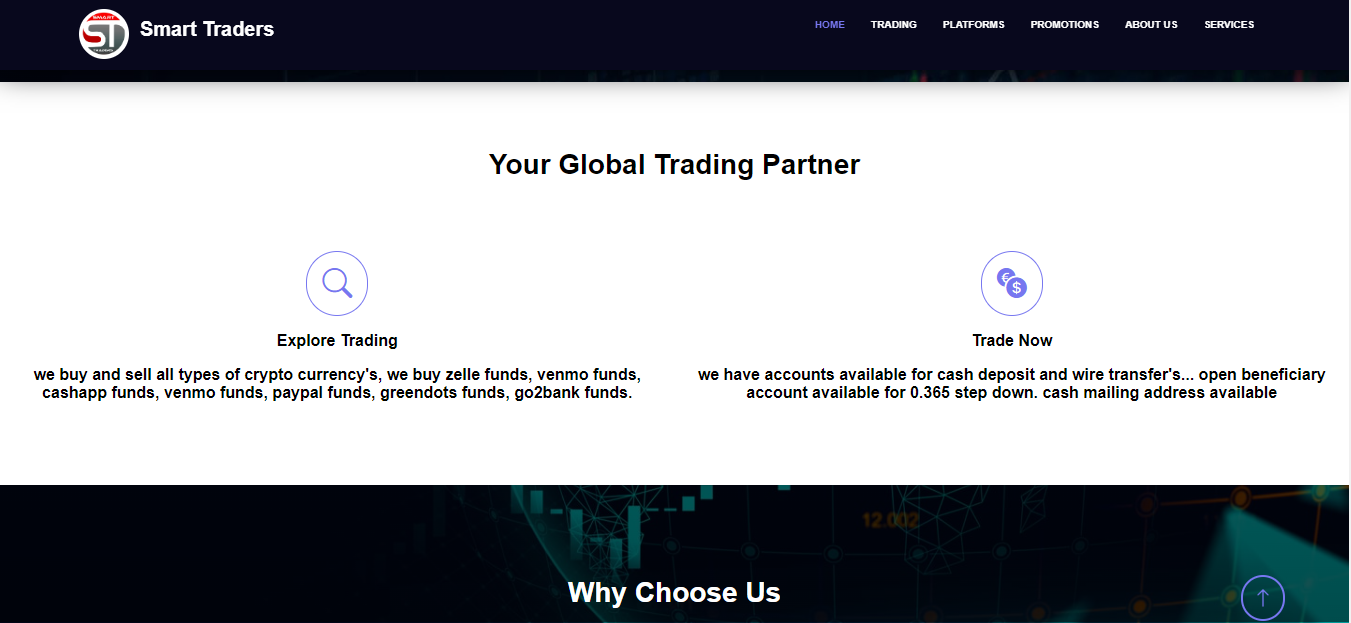 SMART
ST
TRADERS
Smart Traders
HOME
TRADING
PLATFORMS
PROMOTIONS
ABOUT US
SERVICES
Your Global Trading Partner
€
$
Explore Trading
we buy and sell all types of crypto currency's, we buy zelle funds, venmo funds,
cashapp funds, venmo funds, paypal funds, greendots funds, go2bank funds.
Trade Now
we have accounts available for cash deposit and wire transfer's... open beneficiary
account available for 0.365 step down. cash mailing address available
12.002
Why Choose Us